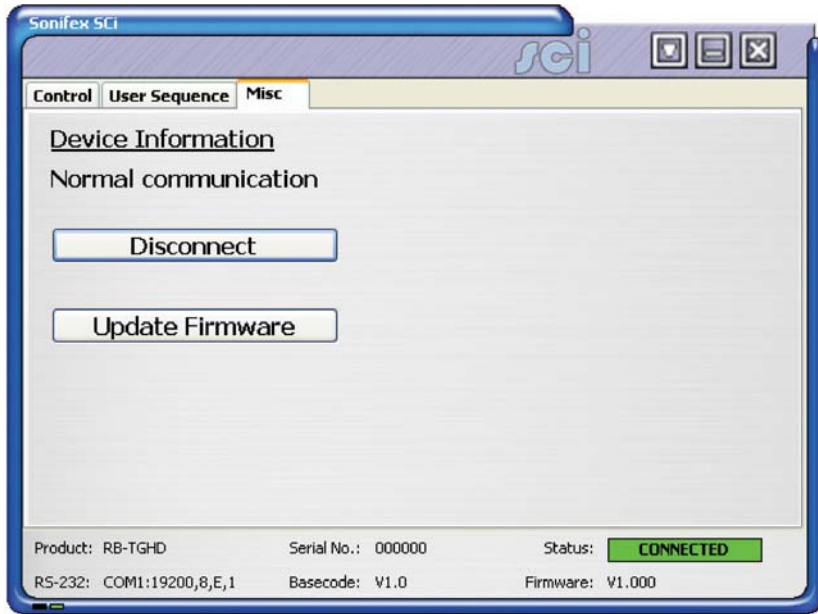 Sonifex SCi
sci
Control User Sequence Misc
Device Information
Normal communication
Disconnect
Update Firmware
Product: RB-TGHD Serial No.: 000000 Status: CONNECTED
RS-232: COM1:19200,8,E,1 Basecode: V1.0 Firmware: V1.000